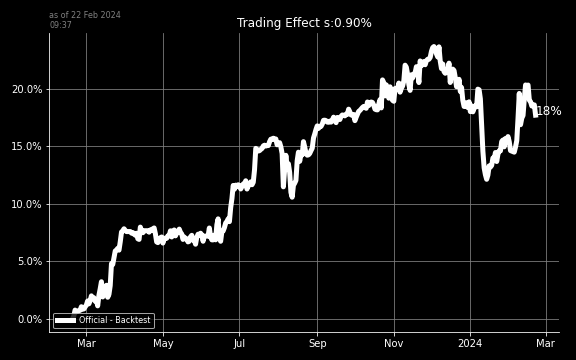 as of 22 Feb 2024
09:37
Trading Effect s:0.90%
20.0%
18%
15.0%
10.0%
5.0%
0.0%
Official - Backtest
Mar May Jul Sep Nov 2024 Mar